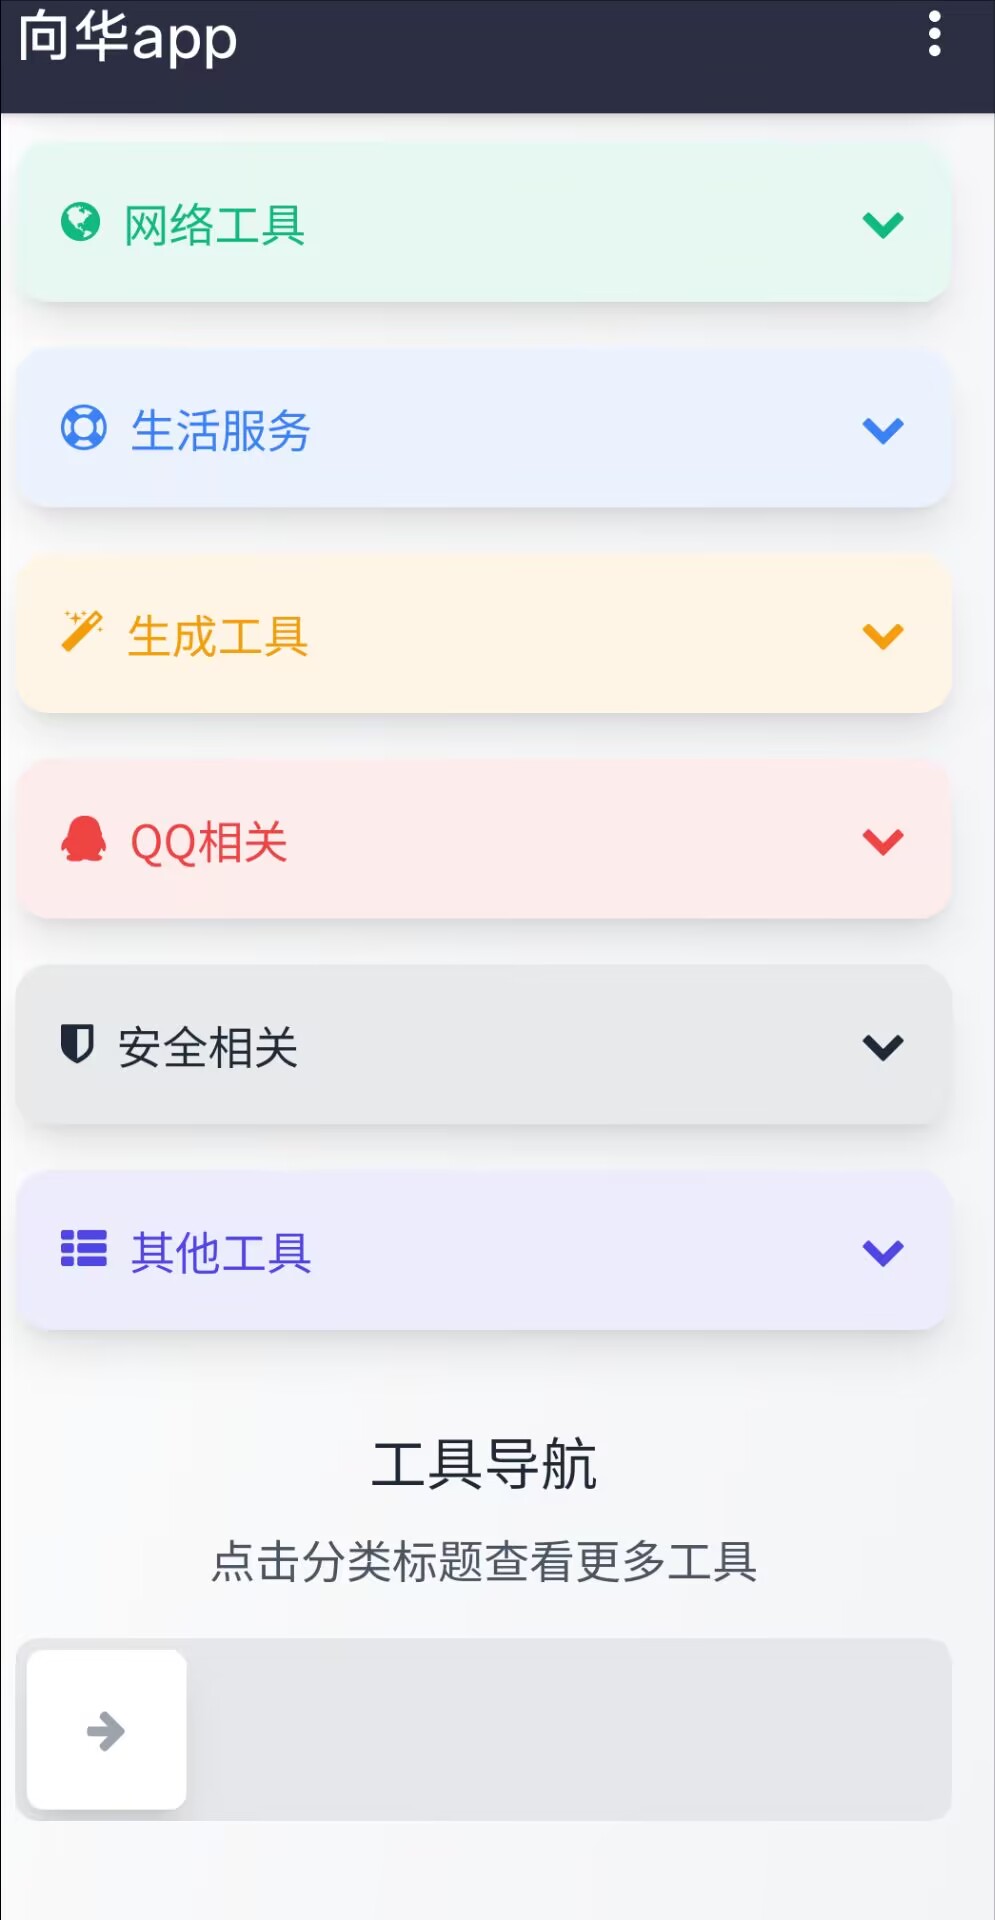 向华app
网络工具
生活服务
生成工具
QQ相关
安全相关
其他工具
工具导航
点击分类标题查看更多工具